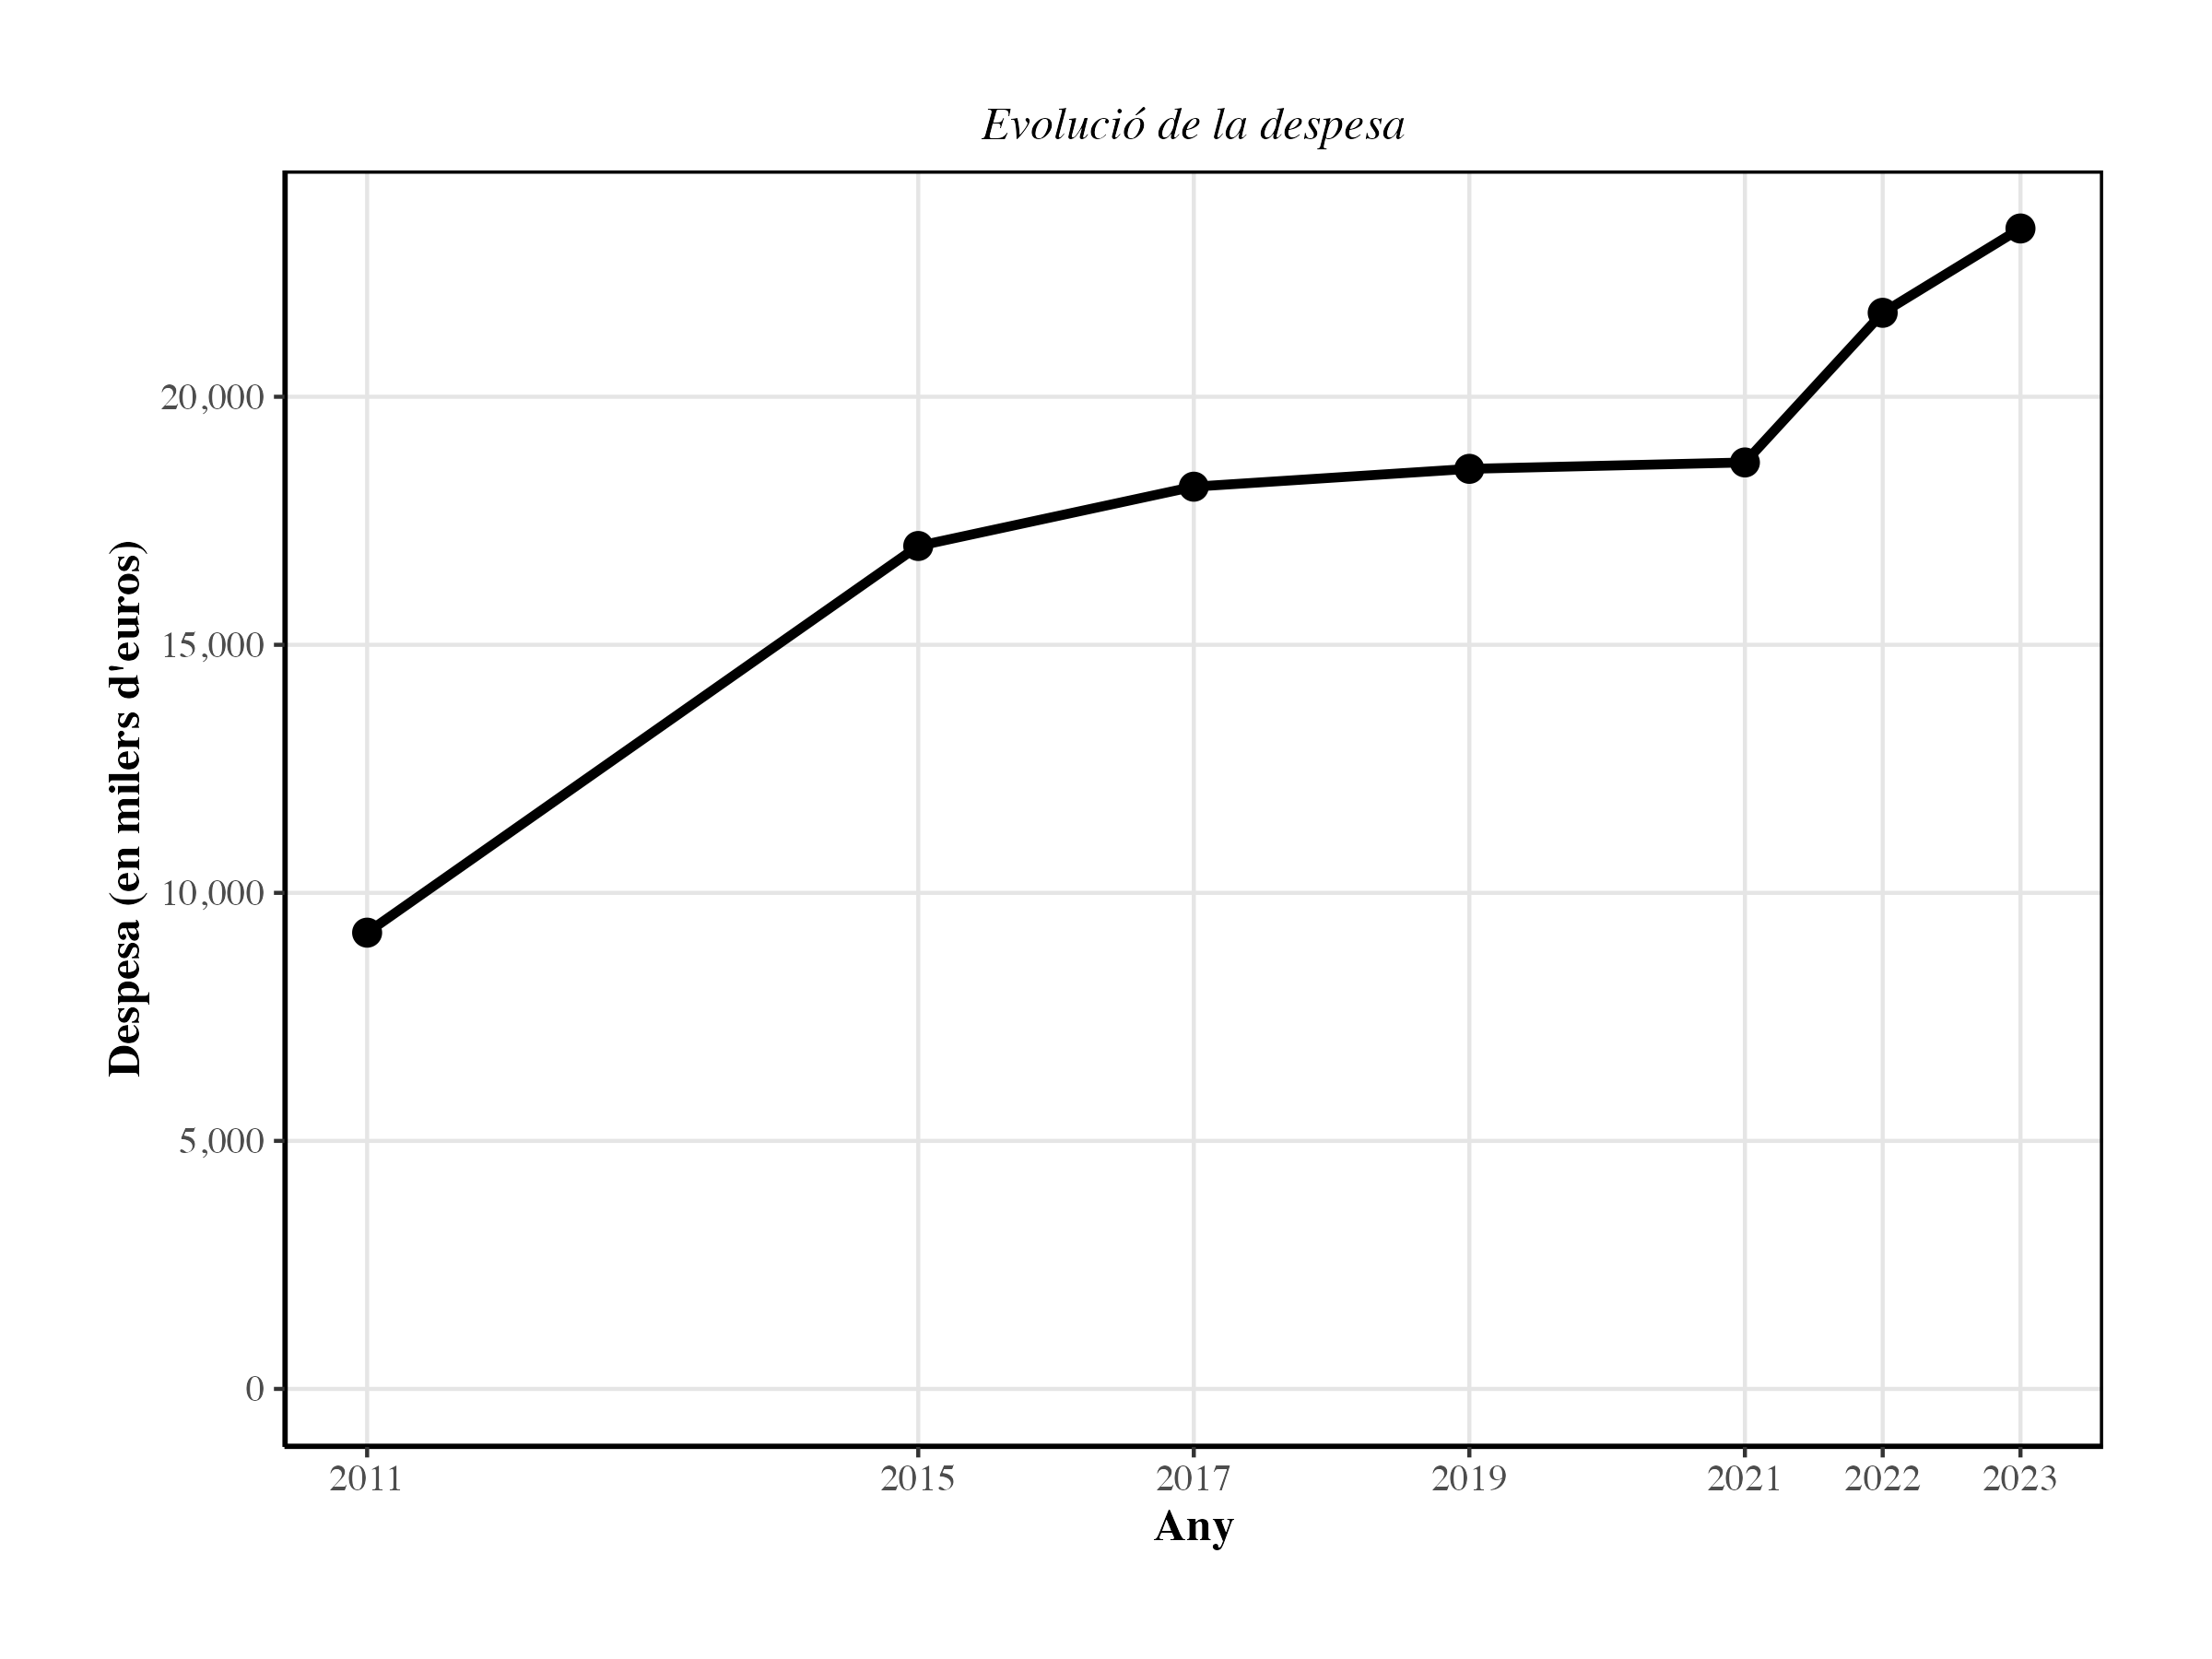 Evolució de la despesa
Despesa (en milers d'euros)
20,000
15,000
10,000
5,000
0
2011 2015 2017 2019 2021 2022 2023
Any